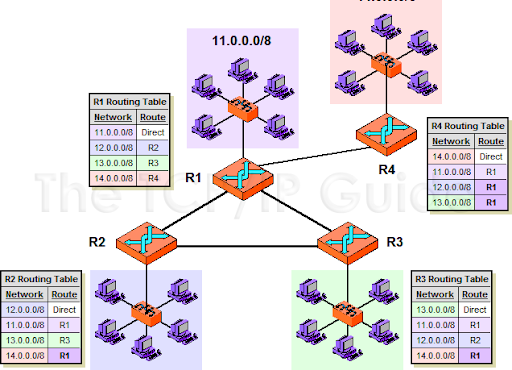 11.0.0.0/8
R1 Routing Table
Network Route
11.0.0.0/8 Direct
12.0.0.0/8 R2
13.0.0.0/8 R3
14.0.0.0/8 R4
R4 Routing Table
Network Route
14.0.0.0/8 Direct
11.0.0.0/8 R1
12.0.0.0/8 R1
13.0.0.0/8 R1
R1
R4
The TCP/IP Guide
R2
R3
R2 Routing Table
Network Route
12.0.0.0/8 Direct
11.0.0.0/8 R1
13.0.0.0/8 R3
14.0.0.0/8 R1
R3 Routing Table
Network Route
13.0.0.0/8 Direct
11.0.0.0/8 R1
12.0.0.0/8 R2
14.0.0.0/8 R1